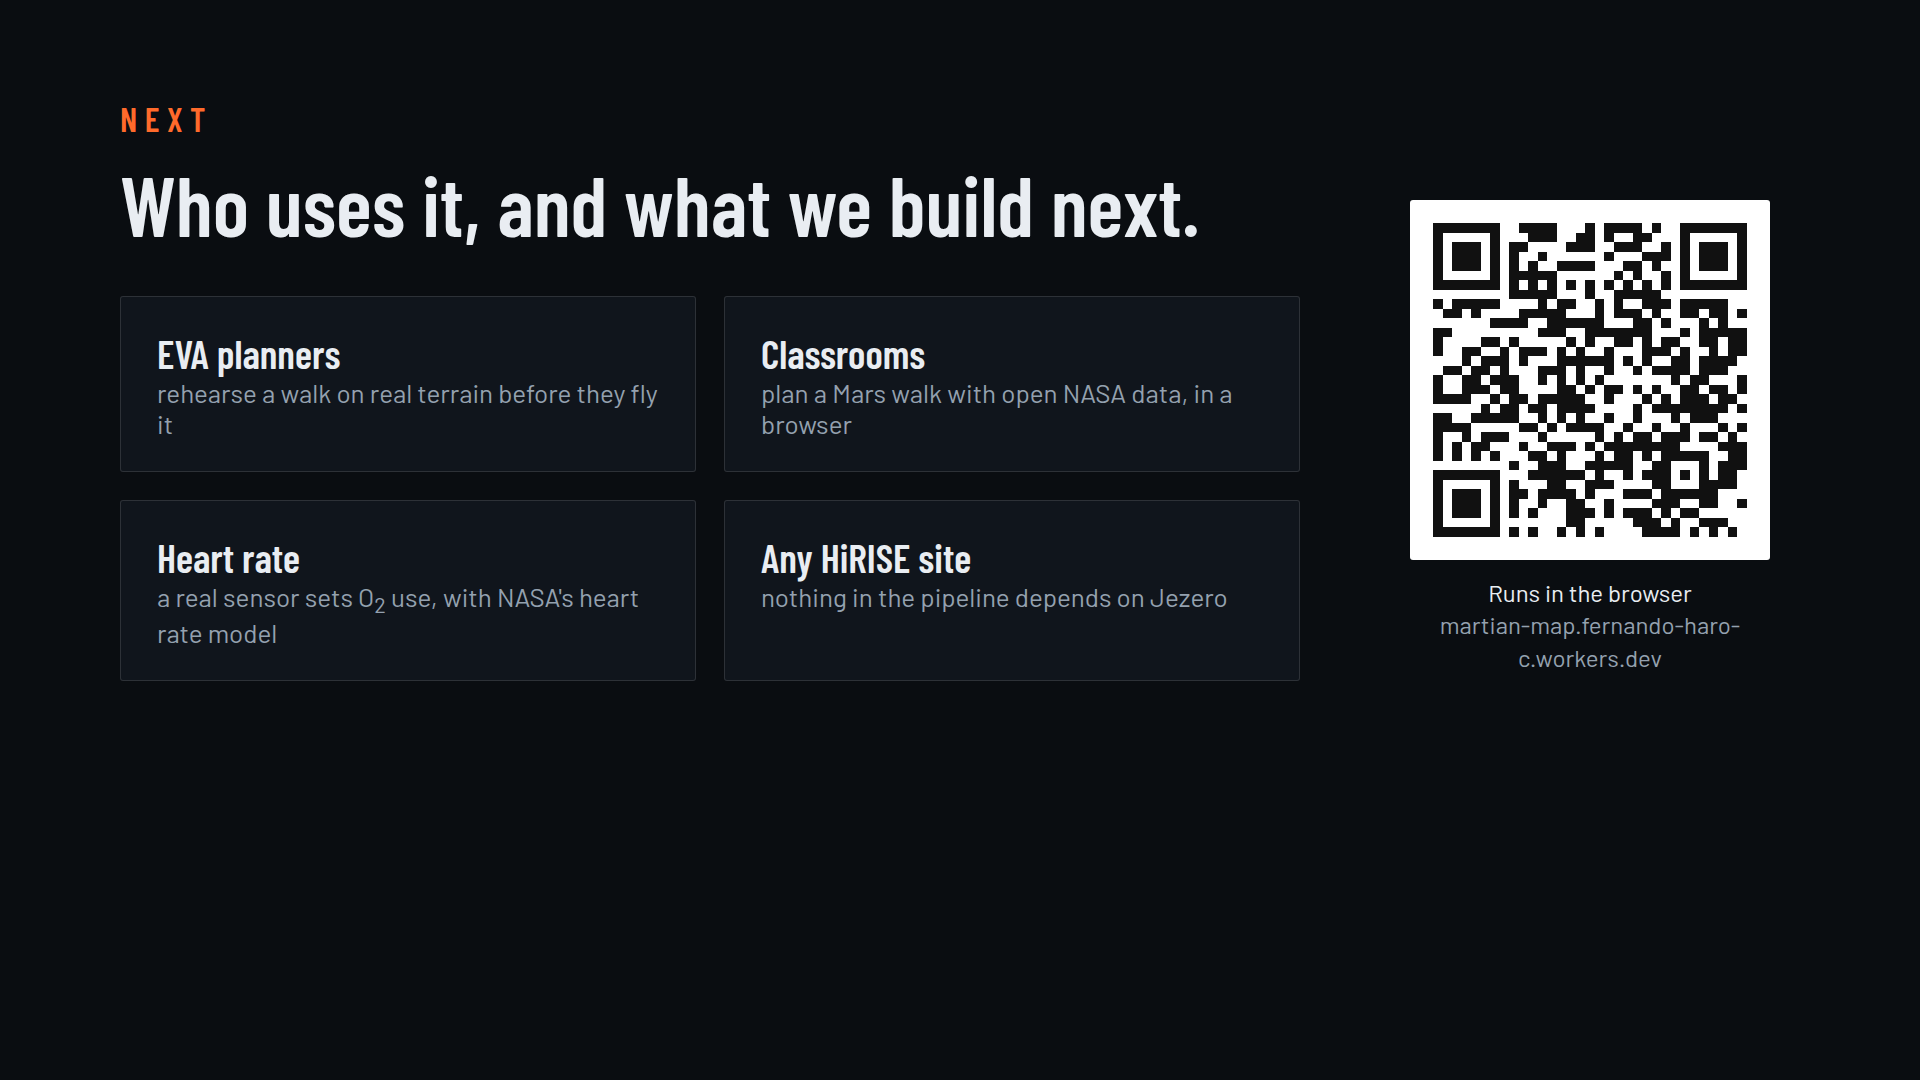 NEXT
Who uses it, and what we build next.
EVA planners
rehearse a walk on real terrain before they fly
it
Classrooms
plan a Mars walk with open NASA data, in a
browser
Heart rate
a real sensor sets O₂ use, with NASA's heart
rate model
Any HiRISE site
nothing in the pipeline depends on Jezero
Runs in the browser
martian-map.fernando-haro-
c.workers.dev